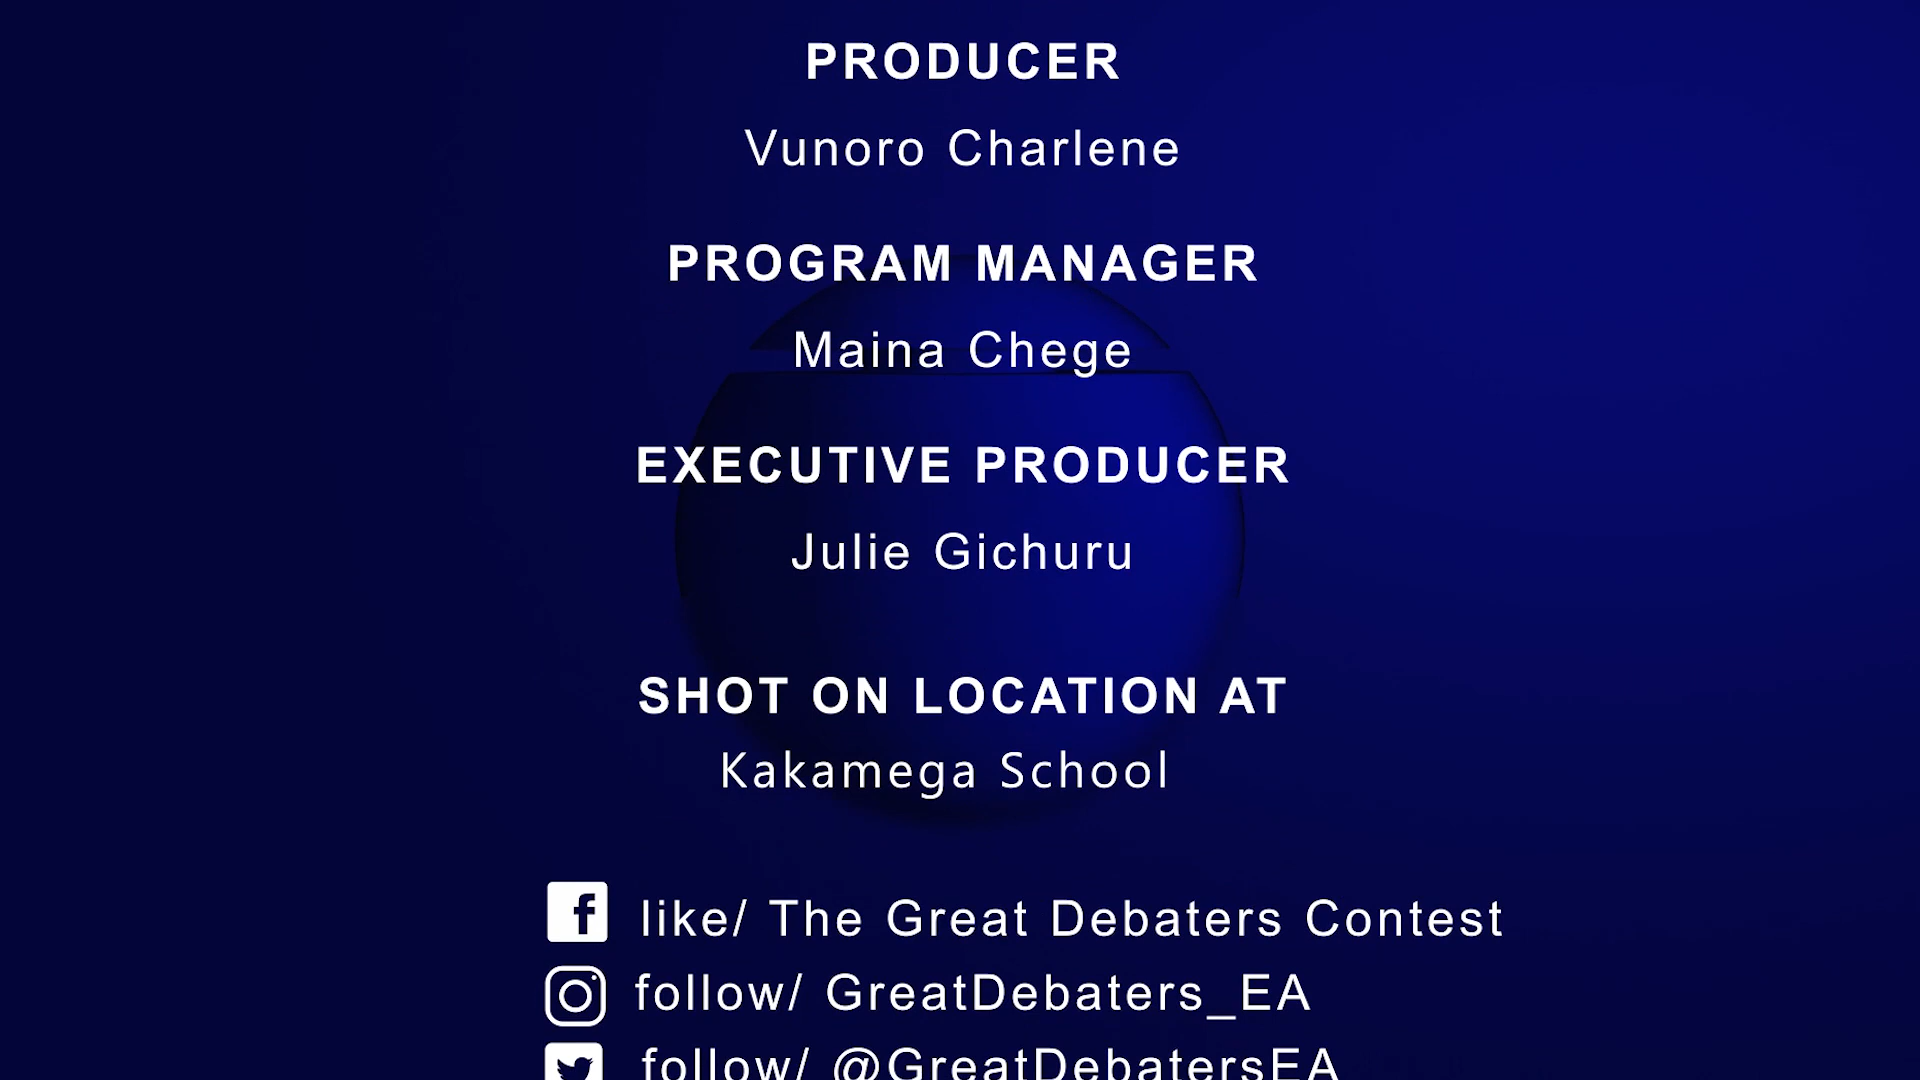 PRODUCER
Vunoro Charlene
PROGRAM MANAGER
Maina Chege
EXECUTIVE PRODUCER
Julie Gichuru
SHOT ON LOCATION AT
Kakamega School
like/ The Great Debaters Contest
follow/ GreatDebaters_EA
follow/ @GreatDebatersEA